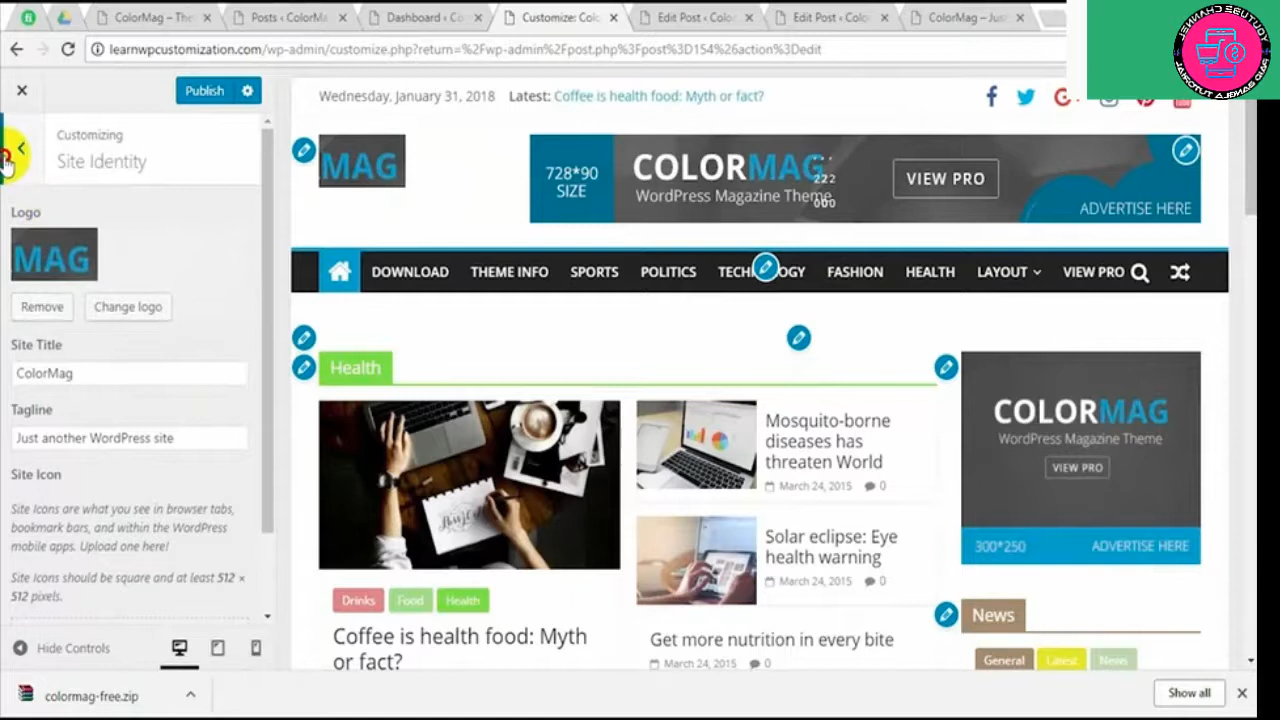 ColorMag – The
Posts ‹ ColorMa
Dashboard ‹ Co
Customize: Colo
Edit Post ‹ Color
Edit Post ‹ Color
ColorMag – Just
learnwpcustomization.com/wp-admin/customize.php?return=%2Fwp-admin%2Fpost.php%3Fpost%3D154%26action%3Dedit
Publish
Customizing
Site Identity
Logo
MAG
Remove
Change logo
Site Title
ColorMag
Tagline
Just another WordPress site
Site Icon
Site Icons are what you see in browser tabs,
bookmark bars, and within the WordPress
mobile apps. Upload one here!
Site Icons should be square and at least 512 ×
512 pixels.
Hide Controls
Wednesday, January 31, 2018 Latest: Coffee is health food: Myth or fact?
MAG
728*90
SIZE
COLORMAG
WordPress Magazine Theme
VIEW PRO
ADVERTISE HERE
DOWNLOAD THEME INFO SPORTS POLITICS TECHNOLOGY FASHION HEALTH LAYOUT VIEW PRO
Health
Drinks Food Health
Coffee is health food: Myth
or fact?
Mosquito-borne
diseases has
threaten World
March 24, 2015 0
Solar eclipse: Eye
health warning
March 24, 2015 0
Get more nutrition in every bite
March 24, 2015 0
COLORMAG
WordPress Magazine Theme
VIEW PRO
300*250 ADVERTISE HERE
News
General Latest News
colormag-free.zip
Show all